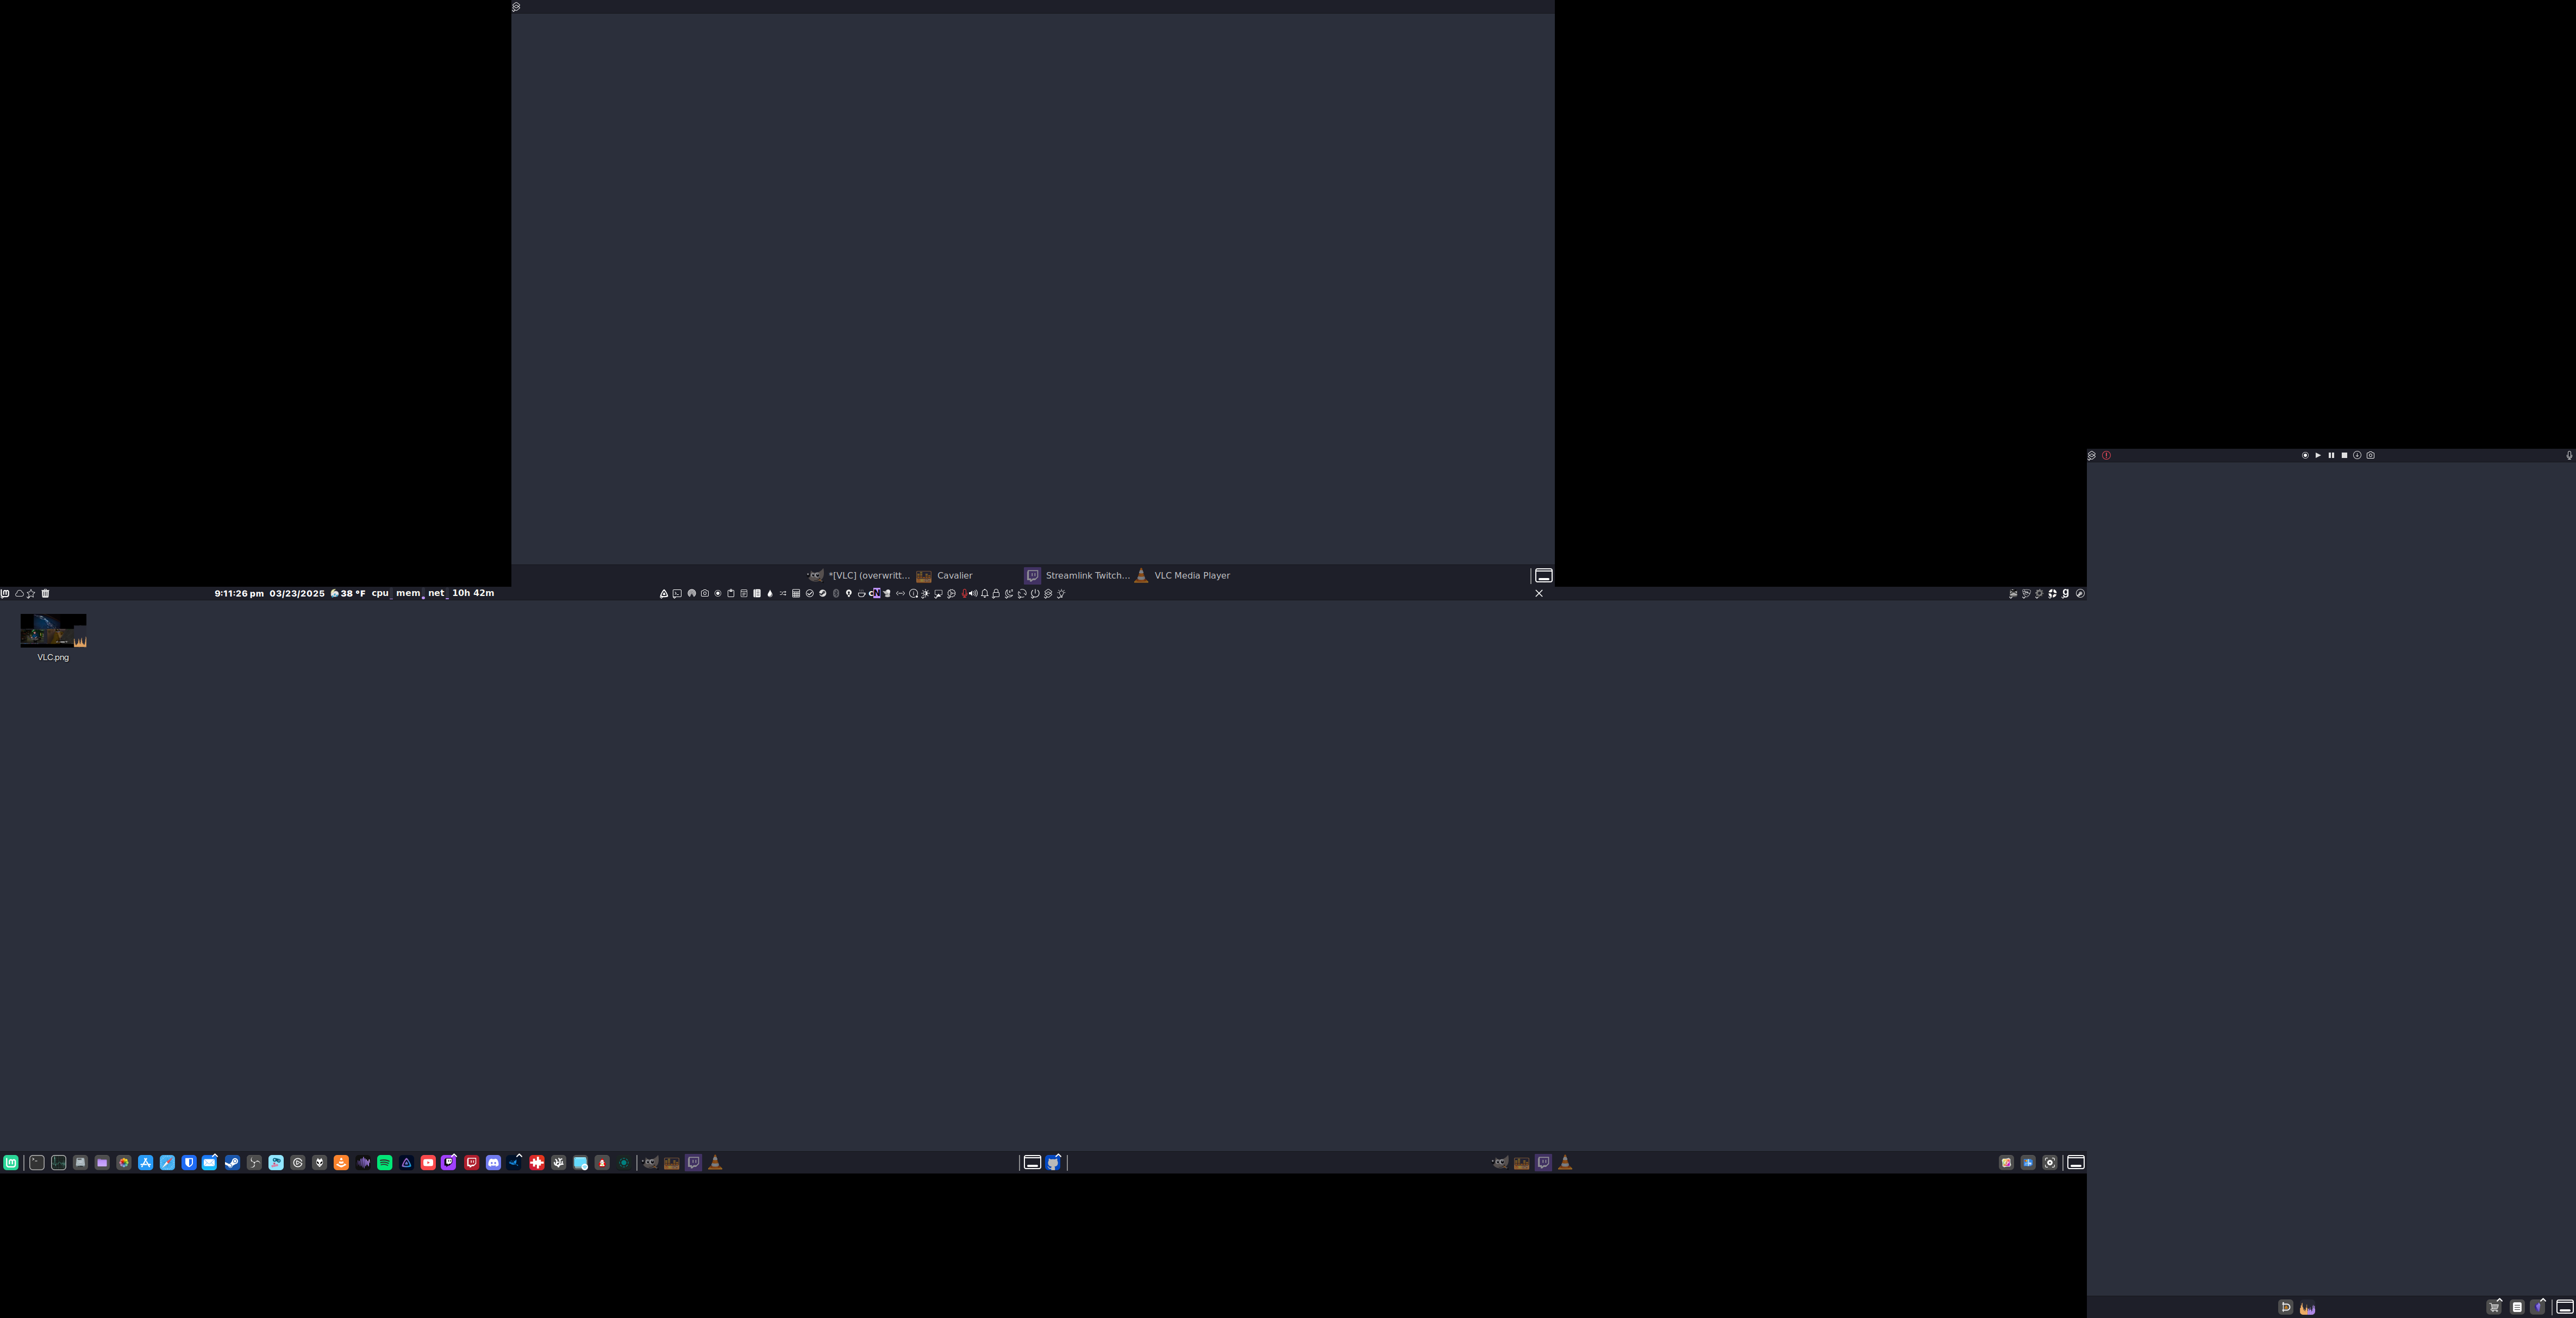 *[VLC] (overwritt... Cavalier Streamlink Twitch... VLC Media Player
9:11:26 pm 03/23/2025 38 °F cpu mem net 10h 42m
VLC.png